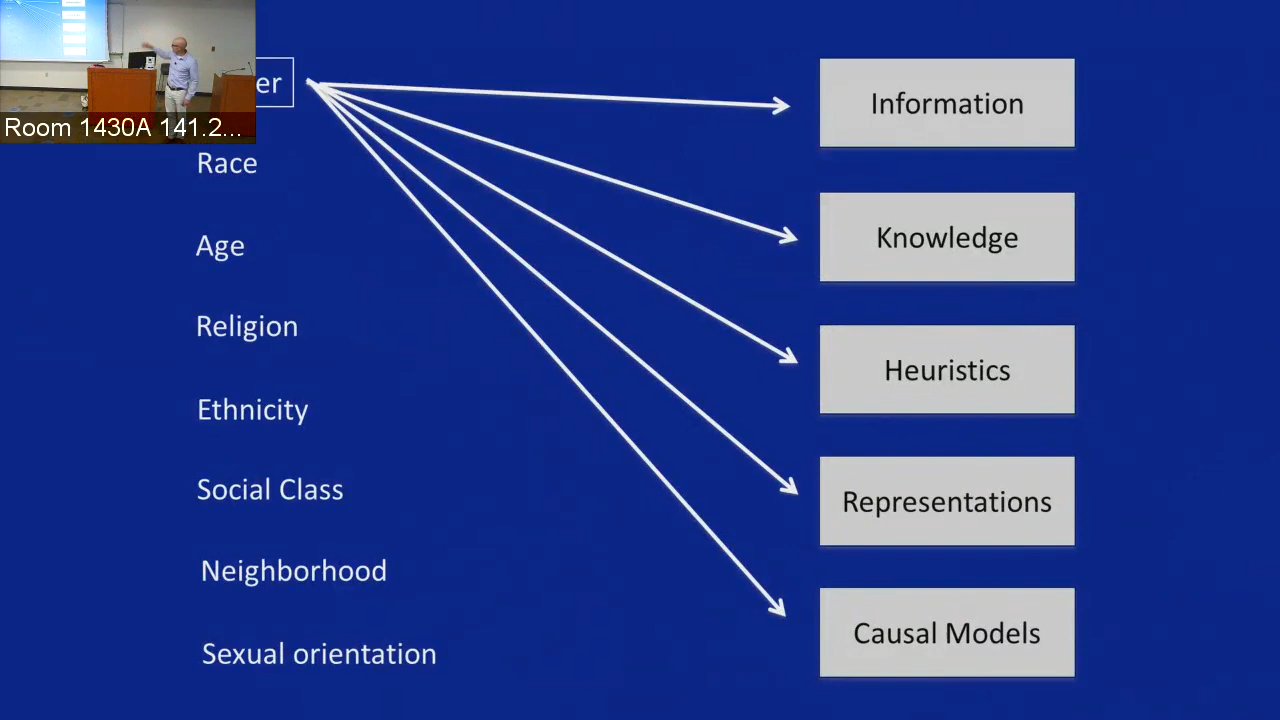 Room 1430A 141.2...
er
Information
Race
Knowledge
Age
Religion
Heuristics
Ethnicity
Social Class
Representations
Neighborhood
Causal Models
Sexual orientation